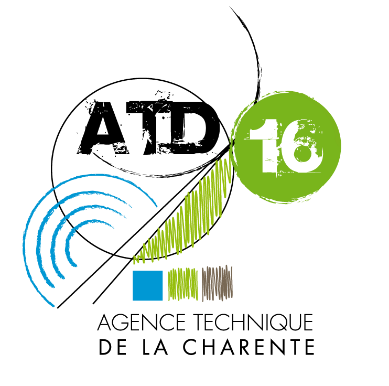 ATD 16
AGENCE TECHNIQUE
DE LA CHARENTE